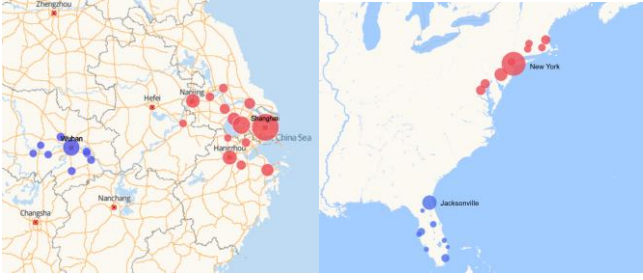 Zhengzhou
Nanjing
Hefei
Shanghai
China Sea
Wuhan
Hangzhou
Nanchang
Changsha
New York
Jacksonville